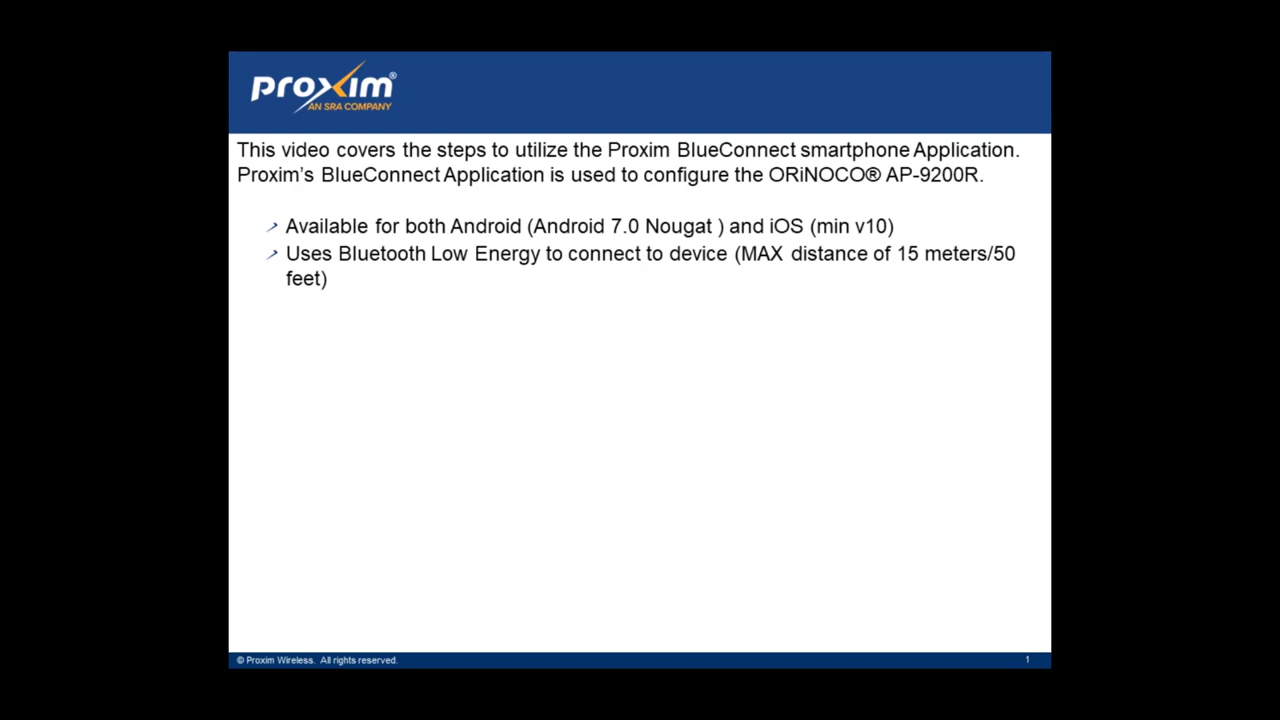 proxim®
AN SRA COMPANY
This video covers the steps to utilize the Proxim BlueConnect smartphone Application.
Proxim’s BlueConnect Application is used to configure the ORiNOCO® AP-9200R.
Available for both Android (Android 7.0 Nougat ) and iOS (min v10)
Uses Bluetooth Low Energy to connect to device (MAX distance of 15 meters/50
feet)
© Proxim Wireless. All rights reserved.
1